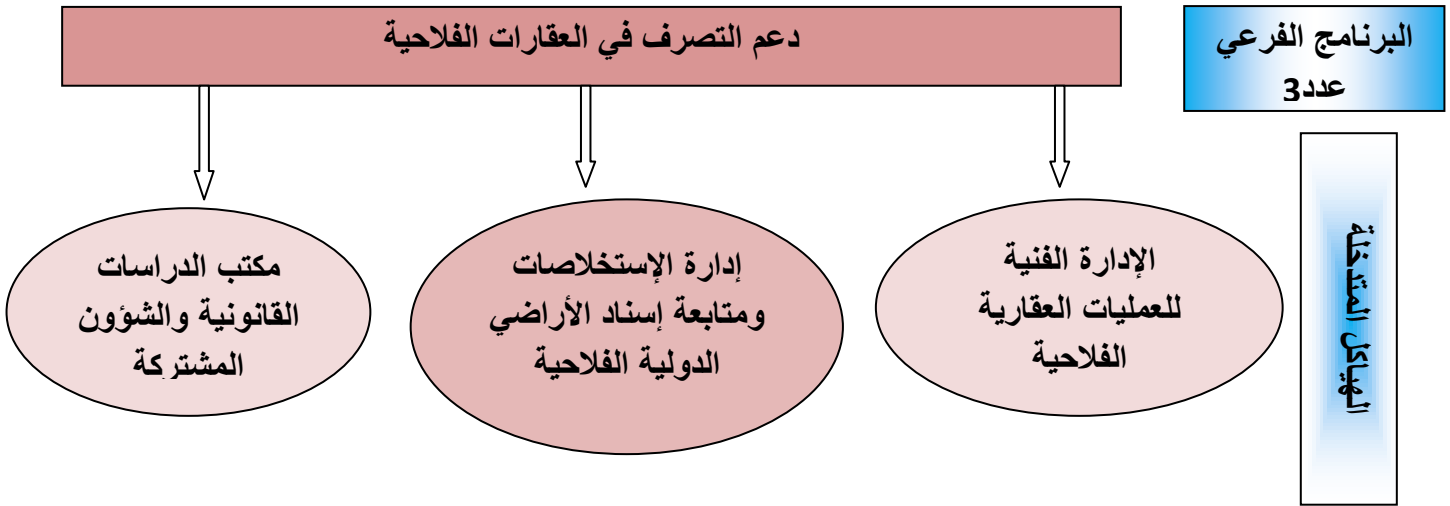 البرنامج الفرعي
عدد3
دعم التصرف في العقارات الفلاحية
الهياكل المتدخلة
الإدارة الفنية
للعمليات العقارية
الفلاحية
إدارة الإستخلاصات
ومتابعة إسناد الأراضي
الدولية الفلاحية
مكتب الدراسات
القانونية والشؤون
المشتركة